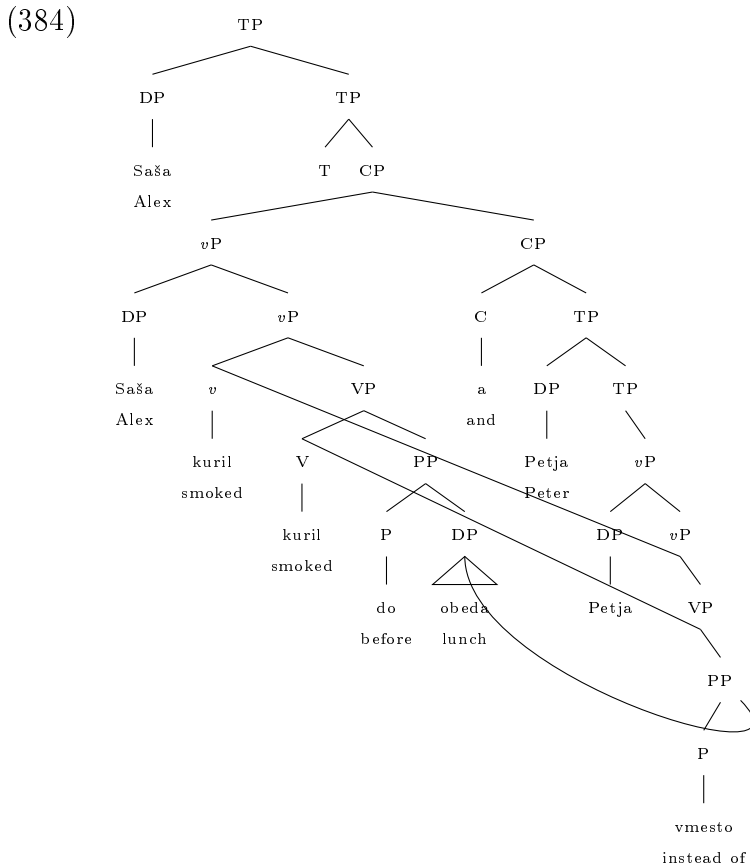 (384)
TP
DP TP
Saša T CP
Alex
vP CP
DP vP C TP
Saša v VP a DP TP
Alex and
kuril V PP Petja vP
smoked Peter
kuril P DP DP vP
smoked
do obeda Petja VP
before lunch
PP
P
vmesto
instead of